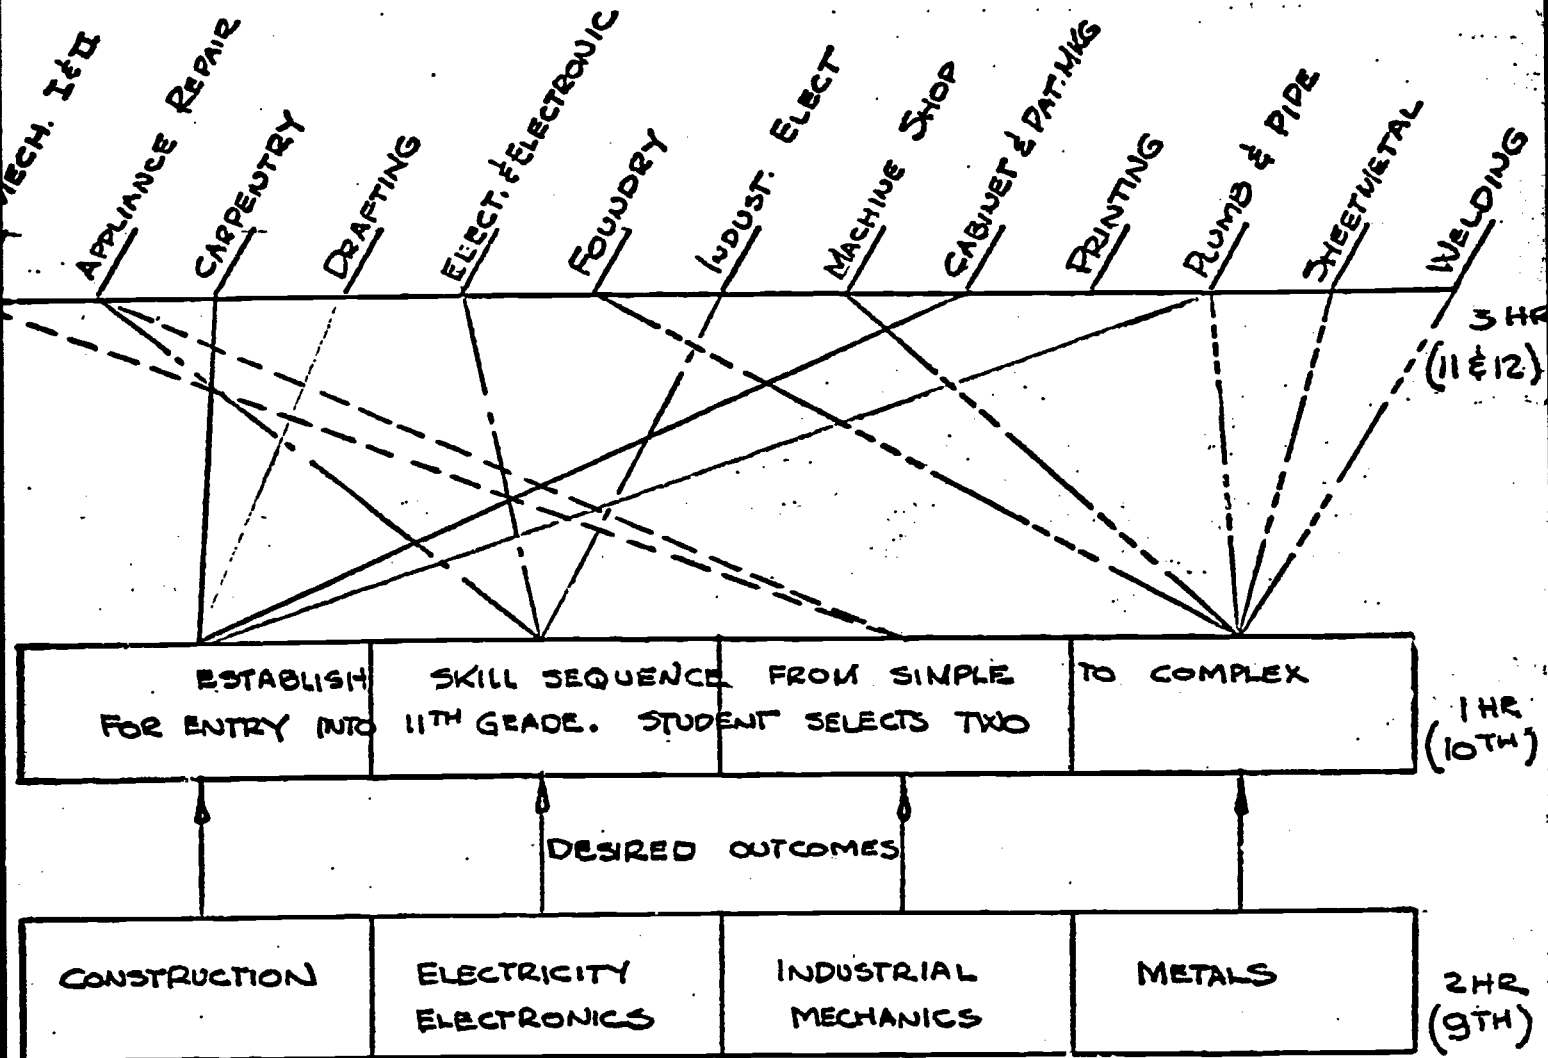 MECH. I & II
APPLIANCE REPAIR
CARPENTRY
DRAFTING
ELECT. & ELECTRONIC
FOUNDRY
INDUST. ELECT
MACHINE SHOP
CABINET & PAT. MKG
PRINTING
PLUMB & PIPE
SHEETMETAL
WELDING
3 HR
(11 & 12)
ESTABLISH SKILL SEQUENCE FROM SIMPLE TO COMPLEX
FOR ENTRY INTO 11TH GRADE. STUDENT SELECTS TWO
1 HR
(10TH)
DESIRED OUTCOMES
CONSTRUCTION
ELECTRICITY
ELECTRONICS
INDUSTRIAL
MECHANICS
METALS
2 HR
(9TH)